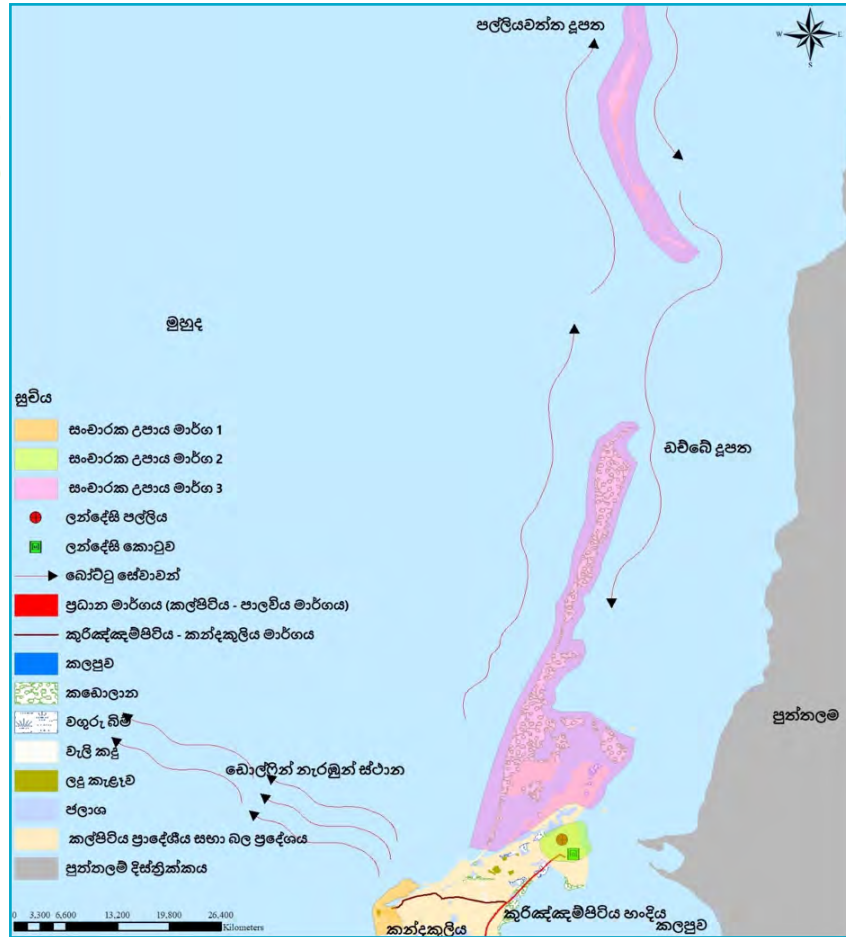 පල්ලියවත්ත දූපත
N
W
E
S
මුහුද
ඩච්බේ දූපත
පුත්තලම
සුචිය
සංචාරක උපාය මාර්ග 1
සංචාරක උපාය මාර්ග 2
සංචාරක උපාය මාර්ග 3
ලන්දේසි පල්ලිය
ලන්දේසි කොටුව
බෝට්ටු සේවාවන්
ප්‍රධාන මාර්ගය (කල්පිටිය - පාලවිය මාර්ගය)
කුරිඤ්ඤම්පිටිය - කන්දකුලිය මාර්ගය
කලපුව
කඩොලාන
වගුරු බිම්
වැලි කඳු
ලඳු කැළෑව
ජලාශ
කල්පිටිය ප්‍රාදේශීය සභා බල ප්‍රදේශය
පුත්තලම් දිස්ත්‍රික්කය
ඩොල්ෆින් නැරඹුන් ස්ථාන
කුරිඤ්ඤම්පිටිය හංදිය
කන්දකුලිය
කලපුව
0 3,300 6,600 13,200 19,800 26,400
Kilometers